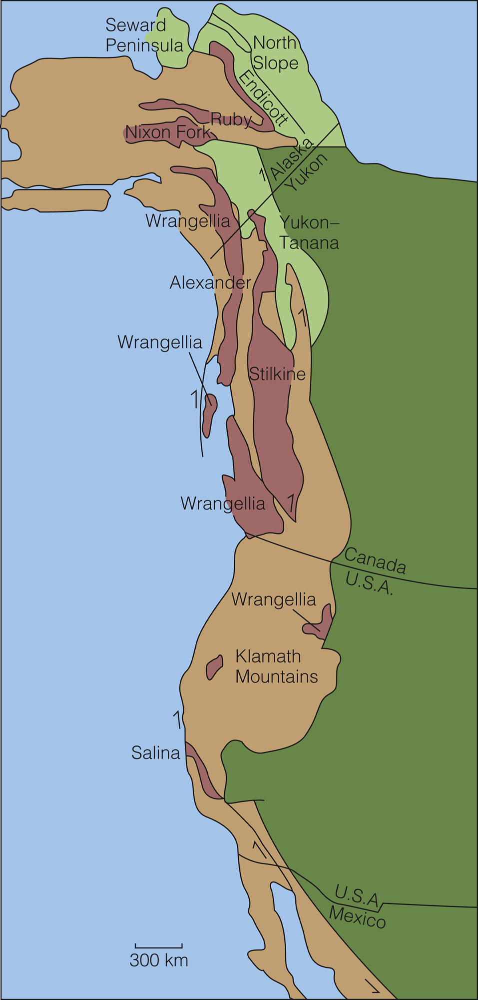 Seward
Peninsula
North
Slope
Endicott
Ruby
Nixon Fork
Alaska
Yukon
Wrangellia
Yukon–
Tanana
Alexander
Wrangellia
Stilkine
Wrangellia
Canada
U.S.A.
Wrangellia
Klamath
Mountains
Salina
U.S.A.
Mexico
300 km